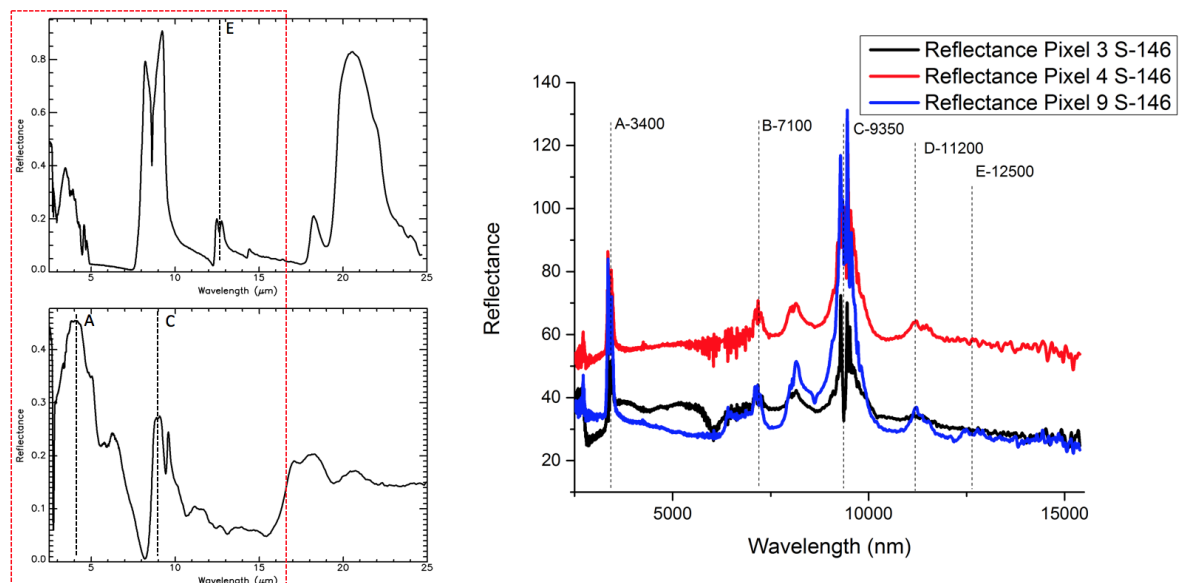 E
0.8
0.6
0.4
0.2
0.0
Reflectance
5
10
15
20
25
Wavelength (μm)
A
C
0.4
0.3
0.2
0.1
0.0
Reflectance
5
10
15
20
25
Wavelength (μm)
Reflectance Pixel 3 S-146
Reflectance Pixel 4 S-146
Reflectance Pixel 9 S-146
140
120
100
80
60
40
20
Reflectance
A-3400
B-7100
C-9350
D-11200
E-12500
5000
10000
15000
Wavelength (nm)